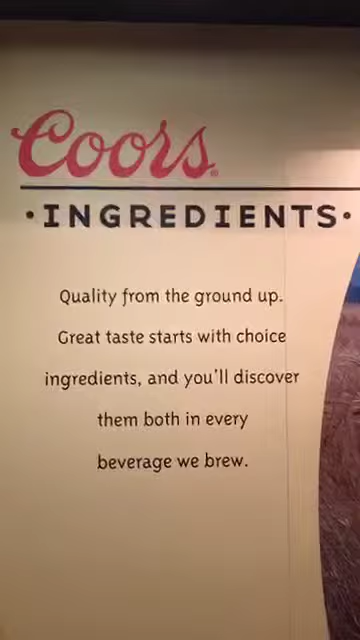 Coors
·INGREDIENTS·
Quality from the ground up.
Great taste starts with choice
ingredients, and you'll discover
them both in every
beverage we brew.